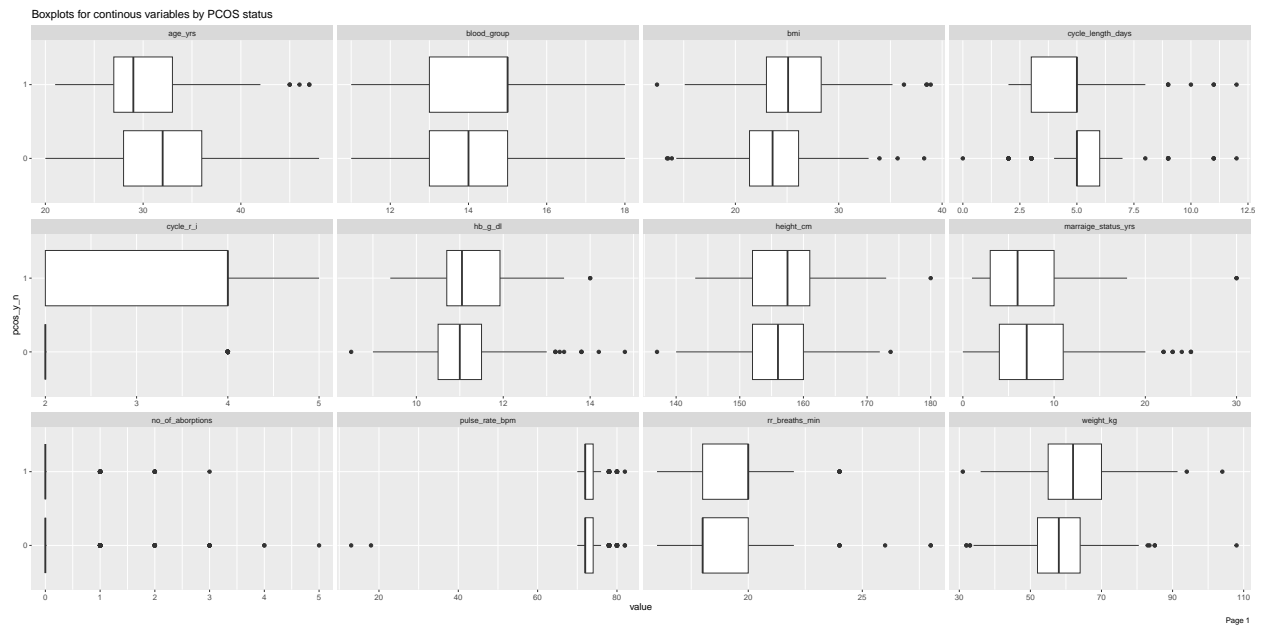 Boxplots for continous variables by PCOS status
age_yrs blood_group bmi cycle_length_days
1
0
20 30 40 12 14 16 18 20 30 40 0.0 2.5 5.0 7.5 10.0 12.5
cycle_r_i hb_g_dl height_cm marraige_status_yrs
1
0
2 3 4 5 10 12 14 140 150 160 170 180 0 10 20 30
pcos_y_n
no_of_aborptions pulse_rate_bpm rr_breaths_min weight_kg
1
0
0 1 2 3 4 5 20 40 60 80 20 25 30 50 70 90 110
value
Page 1